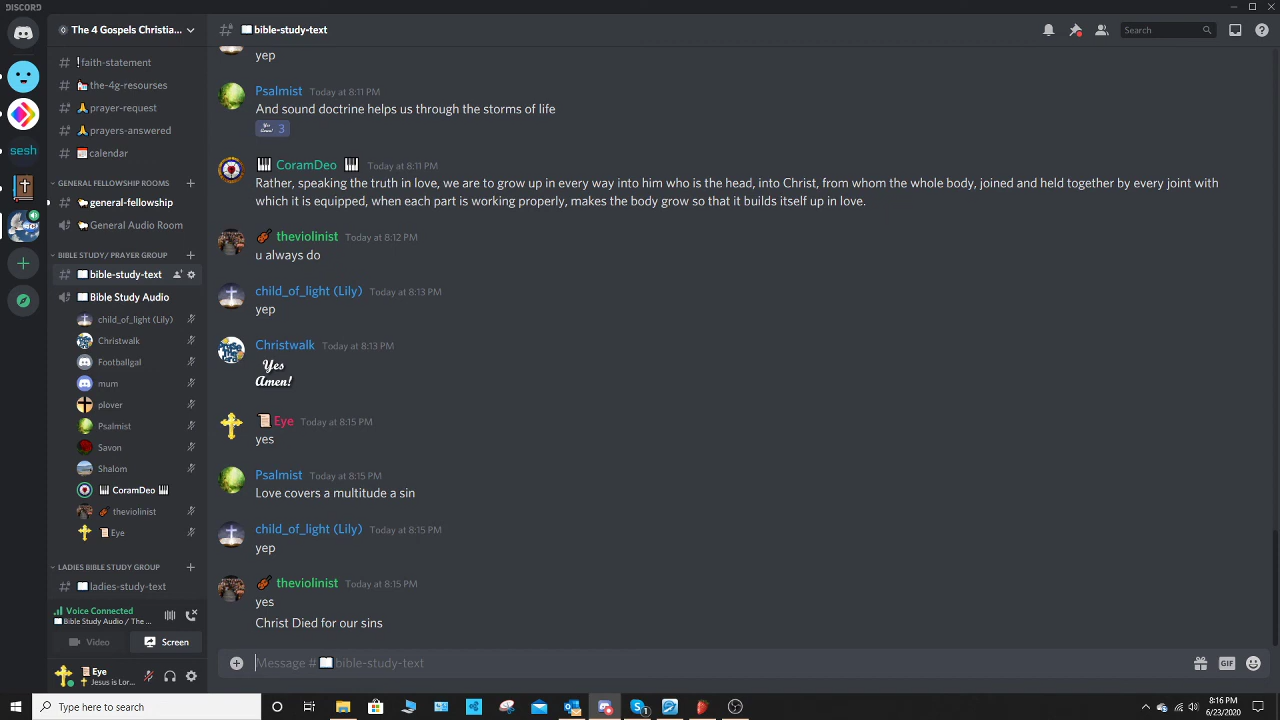 DISCORD
The 4 Gospels Christia...
faith-statement
the-4g-resourses
prayer-request
prayers-answered
calendar
GENERAL FELLOWSHIP ROOMS
general-fellowship
General Audio Room
BIBLE STUDY/ PRAYER GROUP
bible-study-text
Bible Study Audio
child_of_light (Lily)
Christwalk
Footballgal
mum
plover
Psalmist
Savon
Shalom
CoramDeo
theviolinist
Eye
LADIES BIBLE STUDY GROUP
ladies-study-text
Voice Connected
Bible Study Audio / The ...
Video
Screen
Eye
Jesus is Lor...
sesh
bible-study-text
Search
yep
Psalmist Today at 8:11 PM
And sound doctrine helps us through the storms of life
Yes Amen! 3
CoramDeo Today at 8:11 PM
Rather, speaking the truth in love, we are to grow up in every way into him who is the head, into Christ, from whom the whole body, joined and held together by every joint with
which it is equipped, when each part is working properly, makes the body grow so that it builds itself up in love.
theviolinist Today at 8:12 PM
u always do
child_of_light (Lily) Today at 8:13 PM
yep
Christwalk Today at 8:13 PM
Yes
Amen!
Eye Today at 8:15 PM
yes
Psalmist Today at 8:15 PM
Love covers a multitude a sin
child_of_light (Lily) Today at 8:15 PM
yep
theviolinist Today at 8:15 PM
yes
Christ Died for our sins
Message # bible-study-text
GIF
Type here to search
8:16 PM
6/23/2020